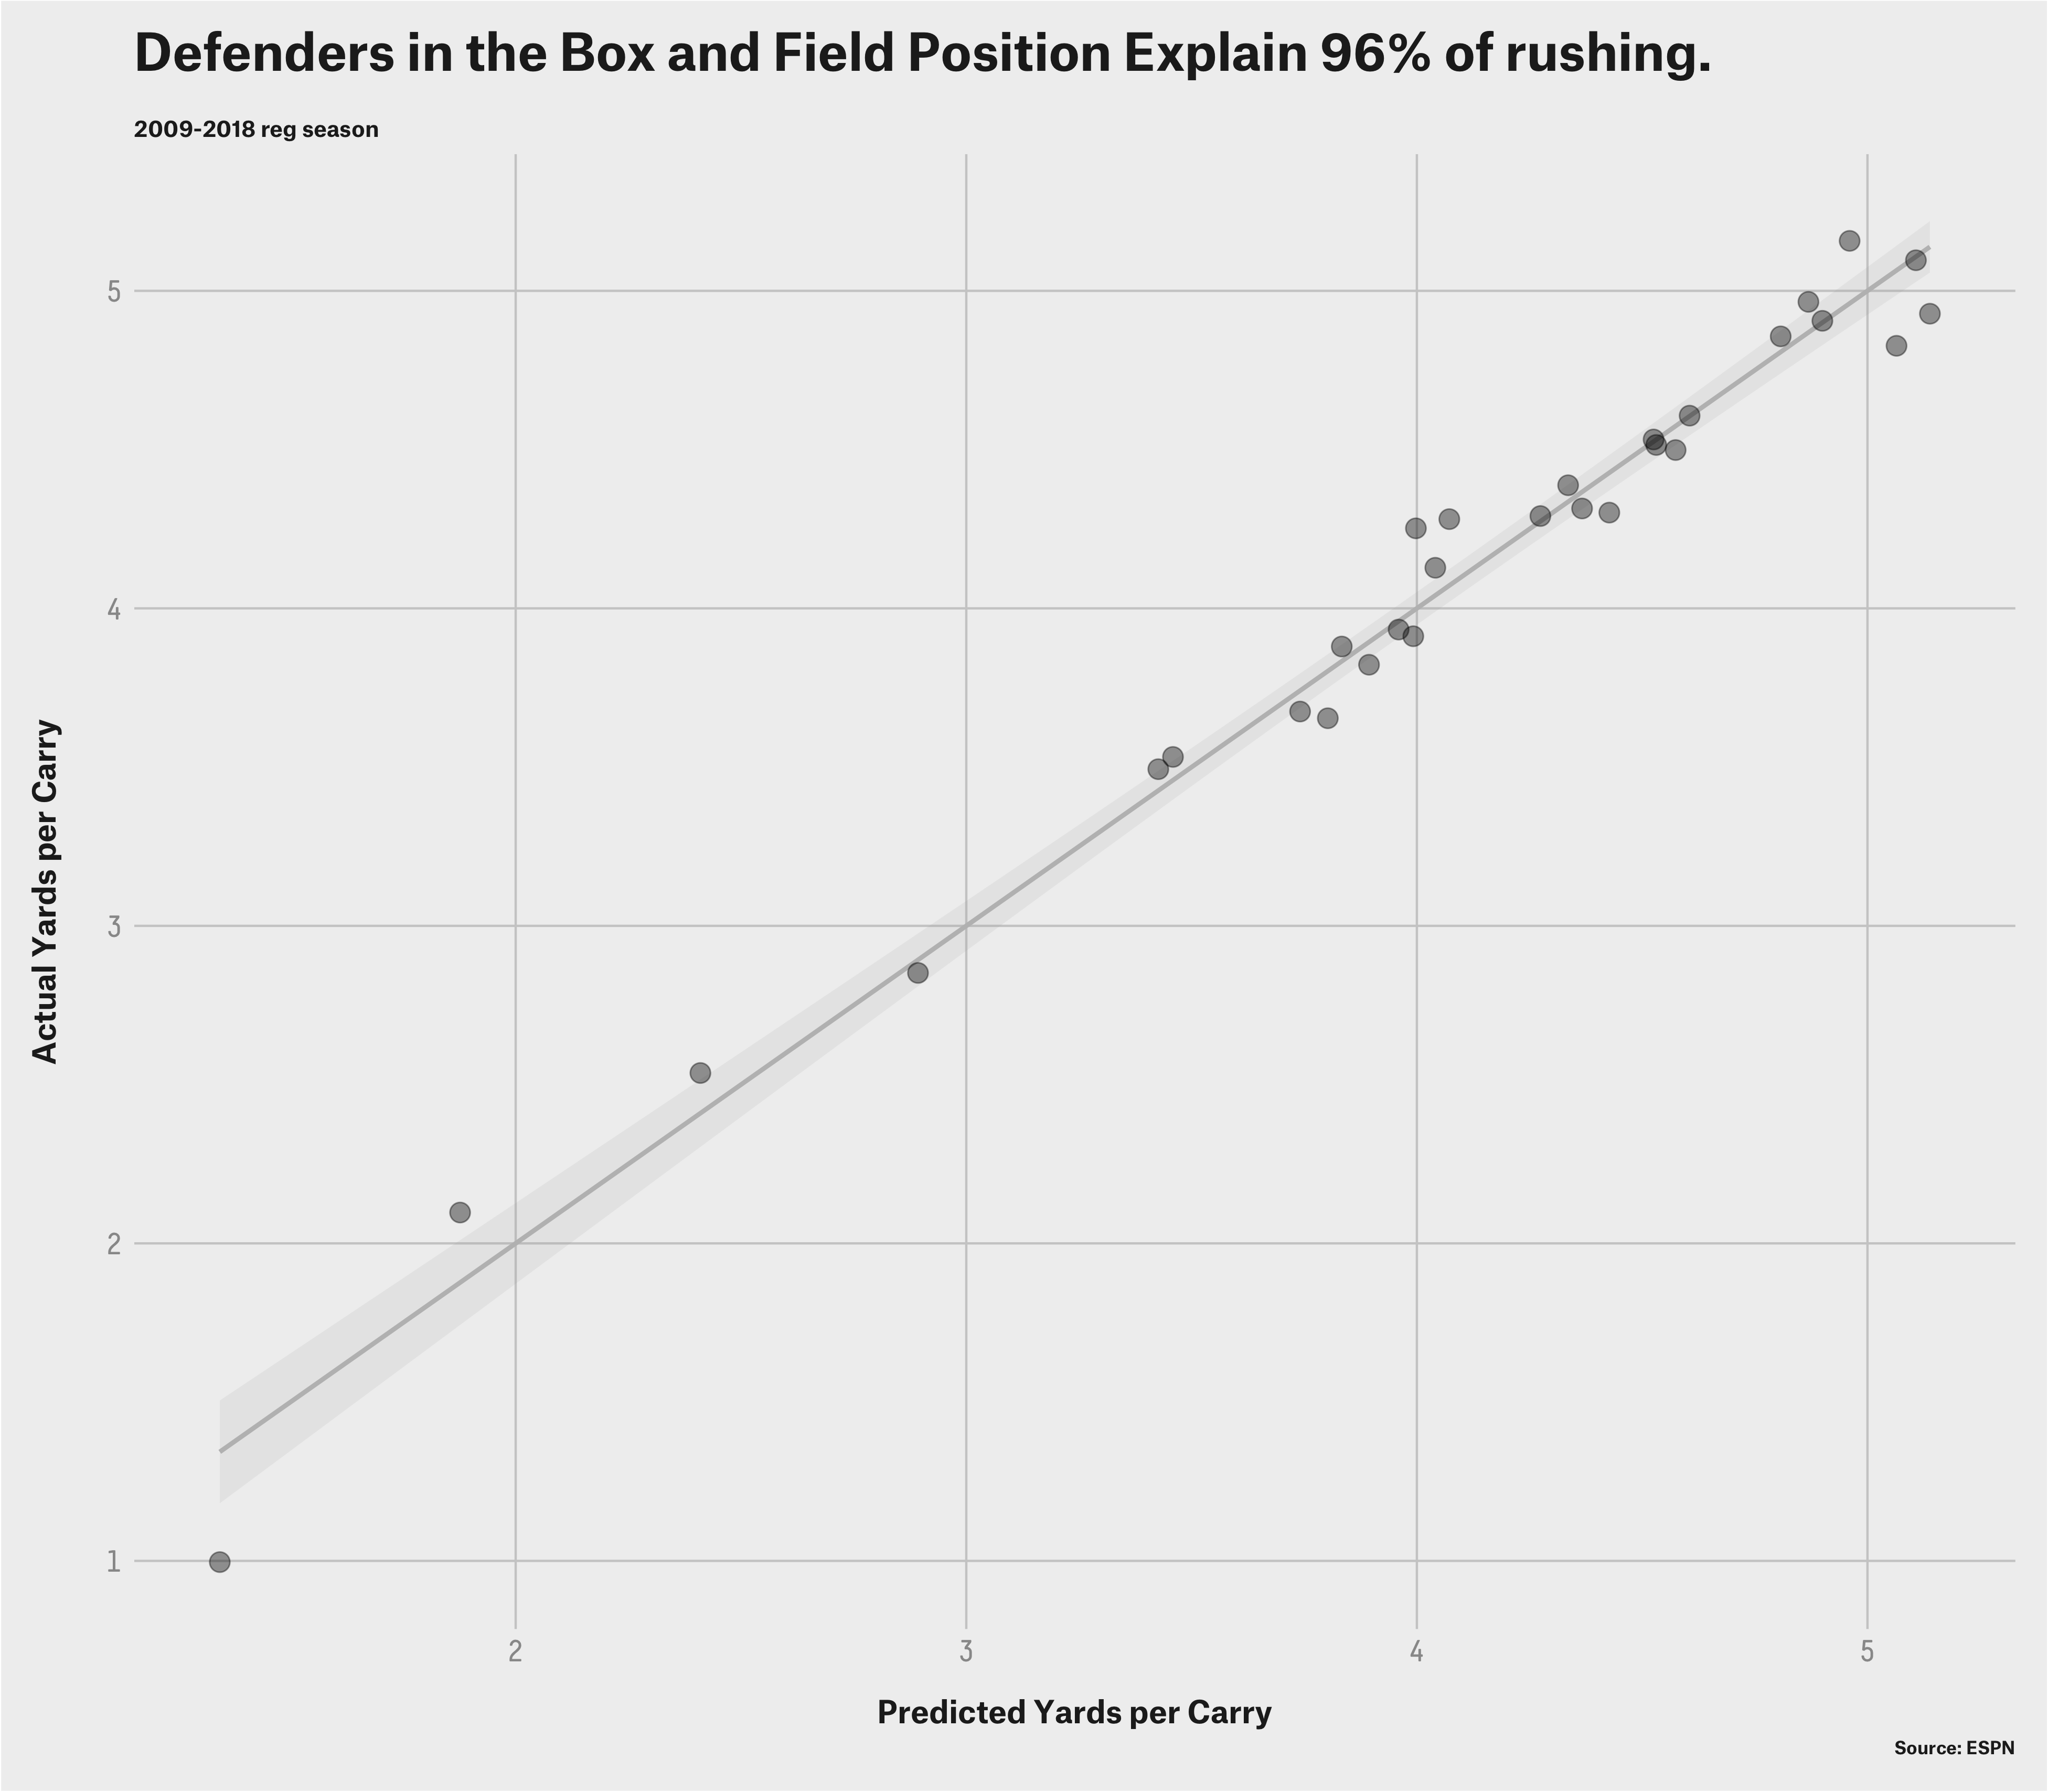 Defenders in the Box and Field Position Explain 96% of rushing.
2009-2018 reg season
Actual Yards per Carry
5
4
3
2
1
2 3 4 5
Predicted Yards per Carry
Source: ESPN